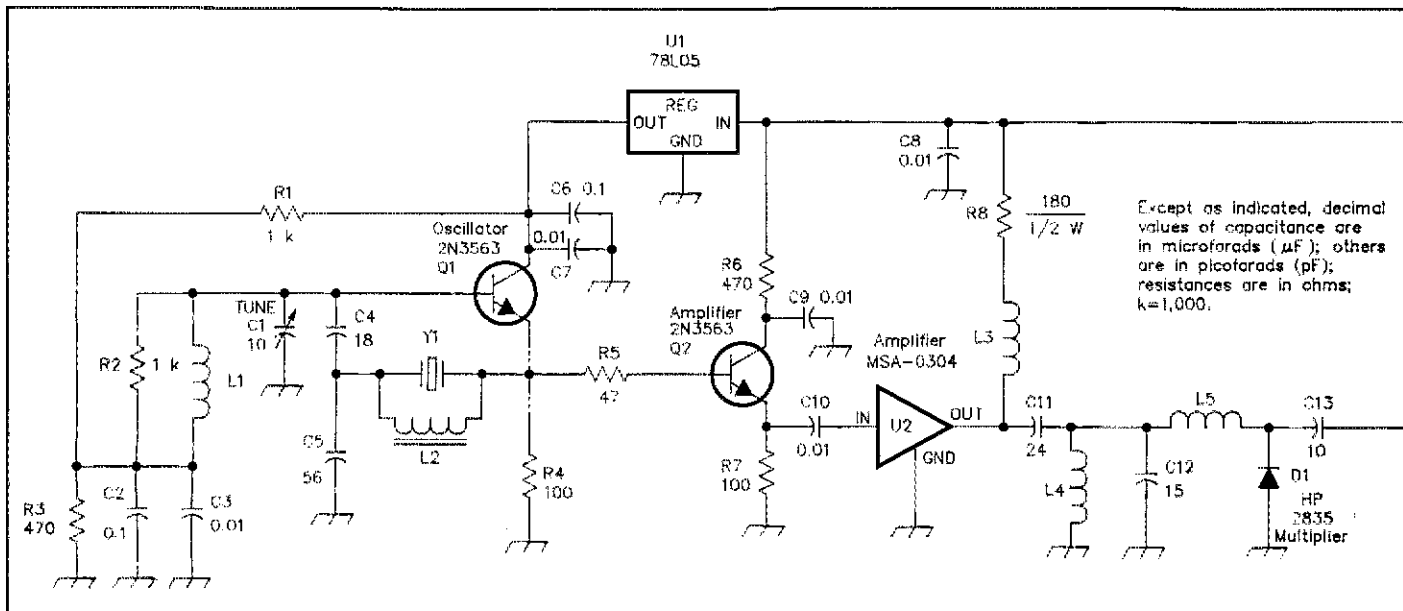 U1
78L05
REG
OUT
IN
GND
R1
1 k
C6 0.1
Oscillator
2N3563
Q1
0.01
C7
C8
0.01
R8
180
1/2 W
Except as indicated, decimal
values of capacitance are
in microfarads (µF); others
are in picofarads (pF);
resistances are in ohms;
k=1,000.
R6
470
C9 0.01
Amplifier
2N3563
Q2
Amplifier
MSA-0304
L3
TUNE
C1
10
C4
18
Y1
R2
1 k
L1
R5
47
L2
C5
56
C10
0.01
IN
U2
OUT
GND
C11
24
L5
C13
10
R4
100
R7
100
L4
C12
15
D1
HP
2835
Multiplier
R3
470
C2
0.1
C3
0.01